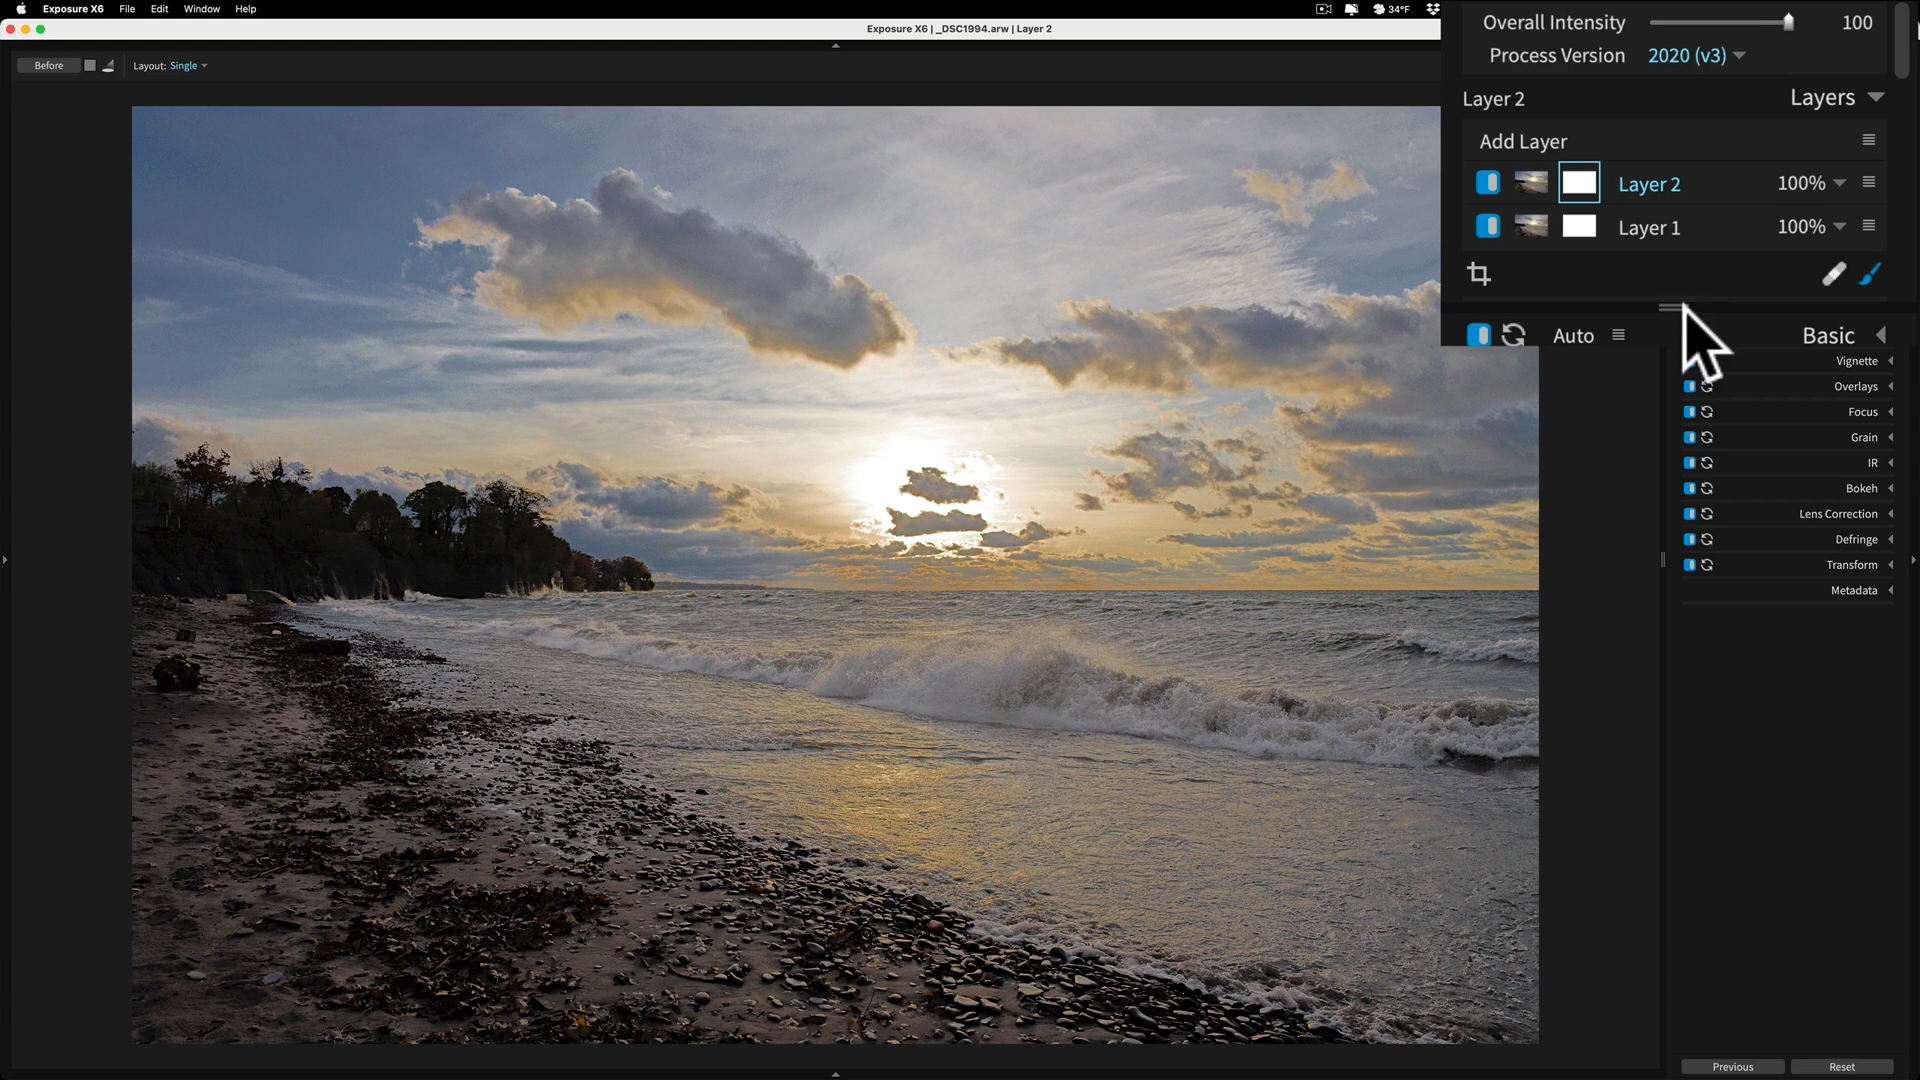 Exposure X6 File Edit Window Help
34°F
Exposure X6 | _DSC1994.arw | Layer 2
Before Layout: Single
Overall Intensity 100
Process Version 2020 (v3)
Layer 2 Layers
Add Layer
Layer 2 100%
Layer 1 100%
Auto Basic
Vignette
Overlays
Focus
Grain
IR
Bokeh
Lens Correction
Defringe
Transform
Metadata
Previous Reset